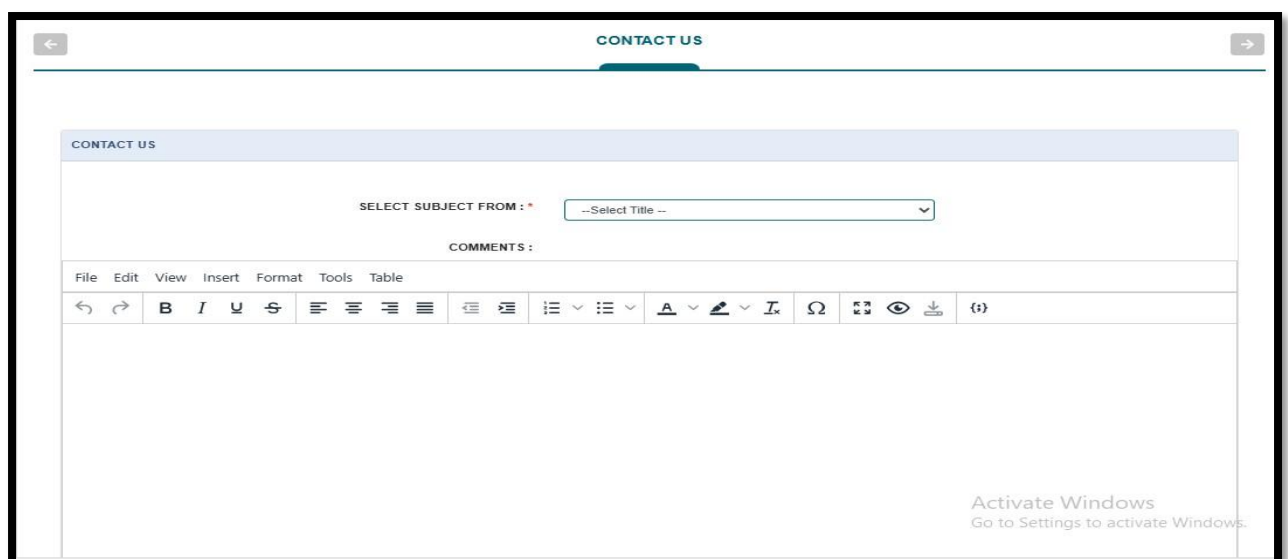 CONTACT US
CONTACT US
SELECT SUBJECT FROM : *
--Select Title --
COMMENTS :
File Edit View Insert Format Tools Table
Activate Windows
Go to Settings to activate Windows.